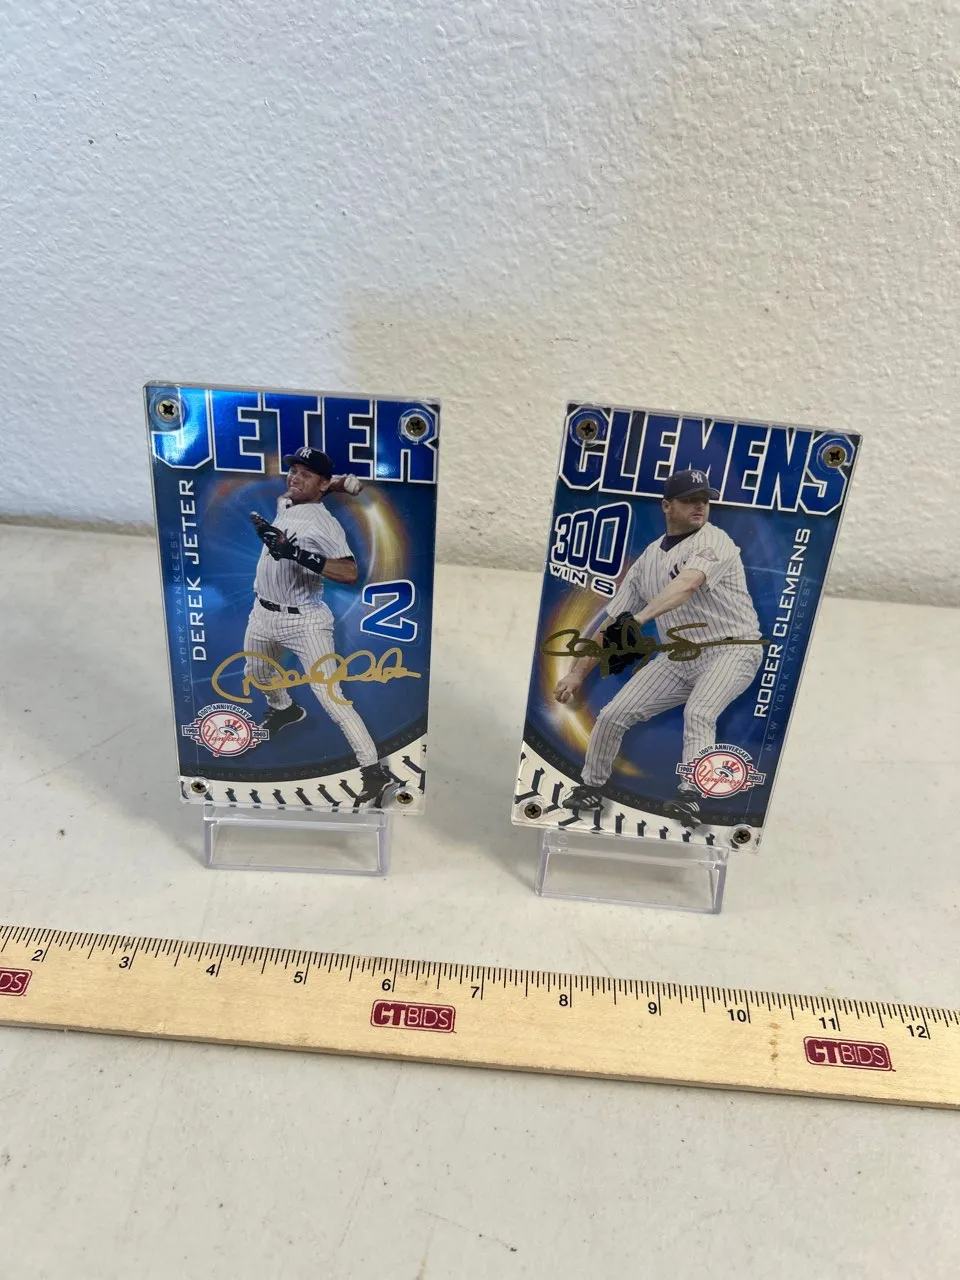 JETER
DEREK JETER
NEW YORK YANKEES
2
100TH ANNIVERSARY
1903 2003
Yankees
CLEMENS
300
WINS
ROGER CLEMENS
NEW YORK YANKEES
100TH ANNIVERSARY
1903 2003
Yankees
2 3 4 5 6 7 8 9 10 11 12
CTBIDS
CTBIDS